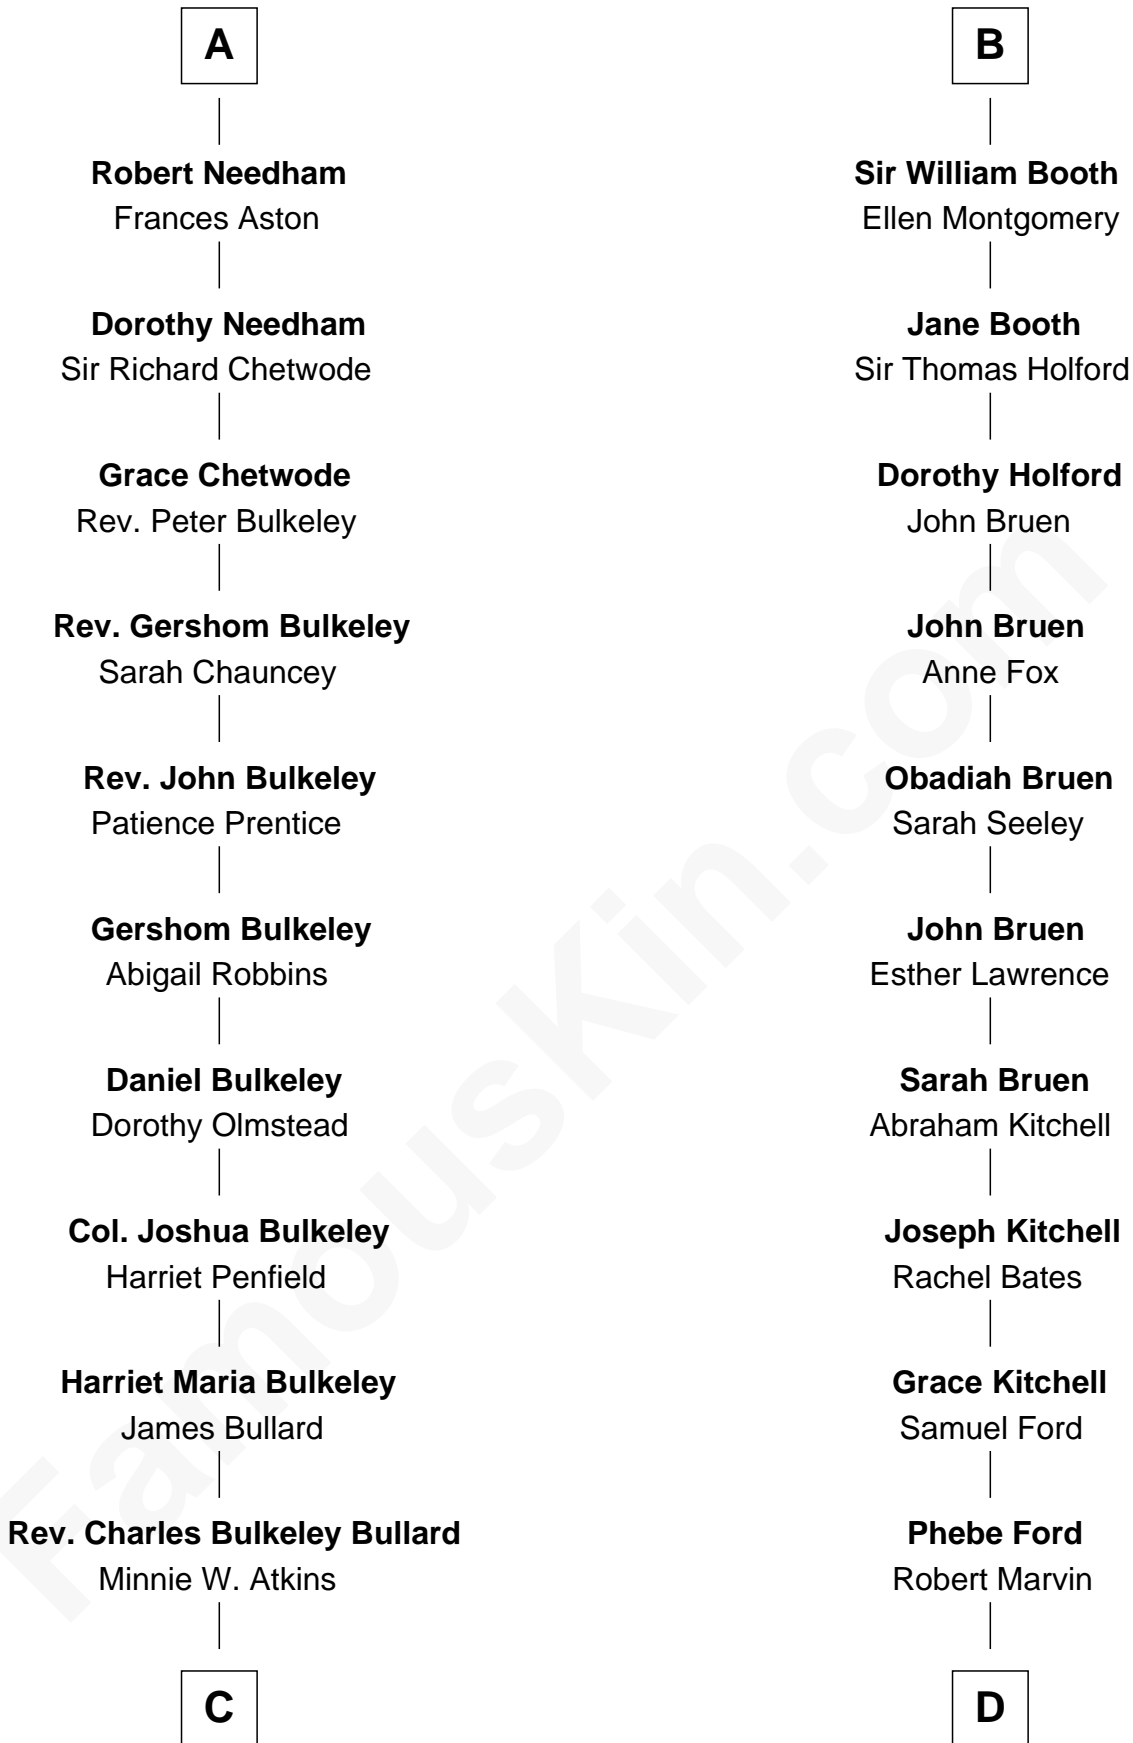 A
Robert Needham
Frances Aston
Dorothy Needham
Sir Richard Chetwode
Grace Chetwode
Rev. Peter Bulkeley
Rev. Gershom Bulkeley
Sarah Chauncey
Rev. John Bulkeley
Patience Prentice
Gershom Bulkeley
Abigail Robbins
Daniel Bulkeley
Dorothy Olmstead
Col. Joshua Bulkeley
Harriet Penfield
Harriet Maria Bulkeley
James Bullard
Rev. Charles Bulkeley Bullard
Minnie W. Atkins
C
B
Sir William Booth
Ellen Montgomery
Jane Booth
Sir Thomas Holford
Dorothy Holford
John Bruen
John Bruen
Anne Fox
Obadiah Bruen
Sarah Seeley
John Bruen
Esther Lawrence
Sarah Bruen
Abraham Kitchell
Joseph Kitchell
Rachel Bates
Grace Kitchell
Samuel Ford
Phebe Ford
Robert Marvin
D
FamousKin.com